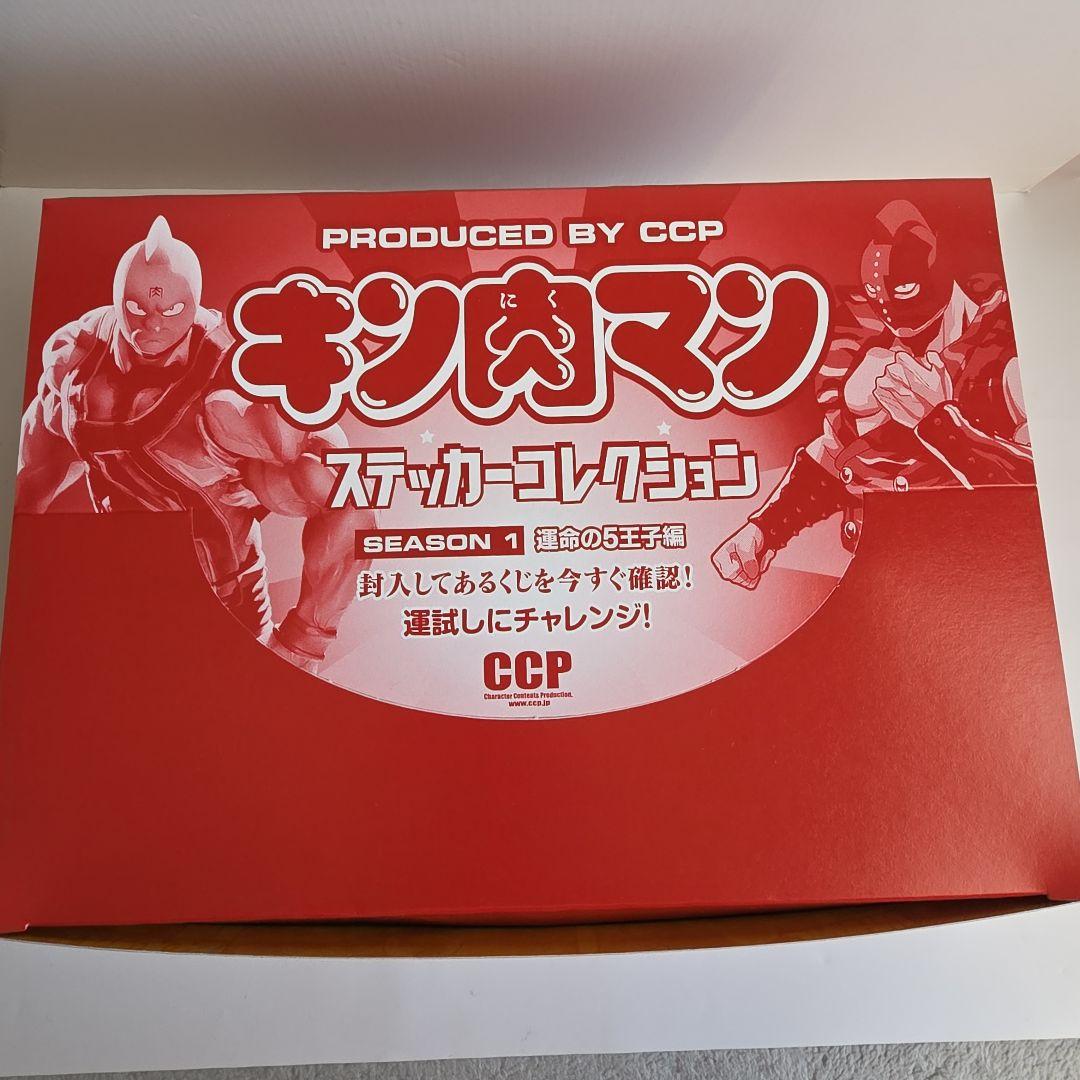 PRODUCED BY CCP
にく
キン肉マン
ステッカーコレクション
SEASON 1 運命の5王子編
封入してあるくじを今すぐ確認!
運試しにチャレンジ!
CCP
Character Contents Production.
www.ccp.jp
肉